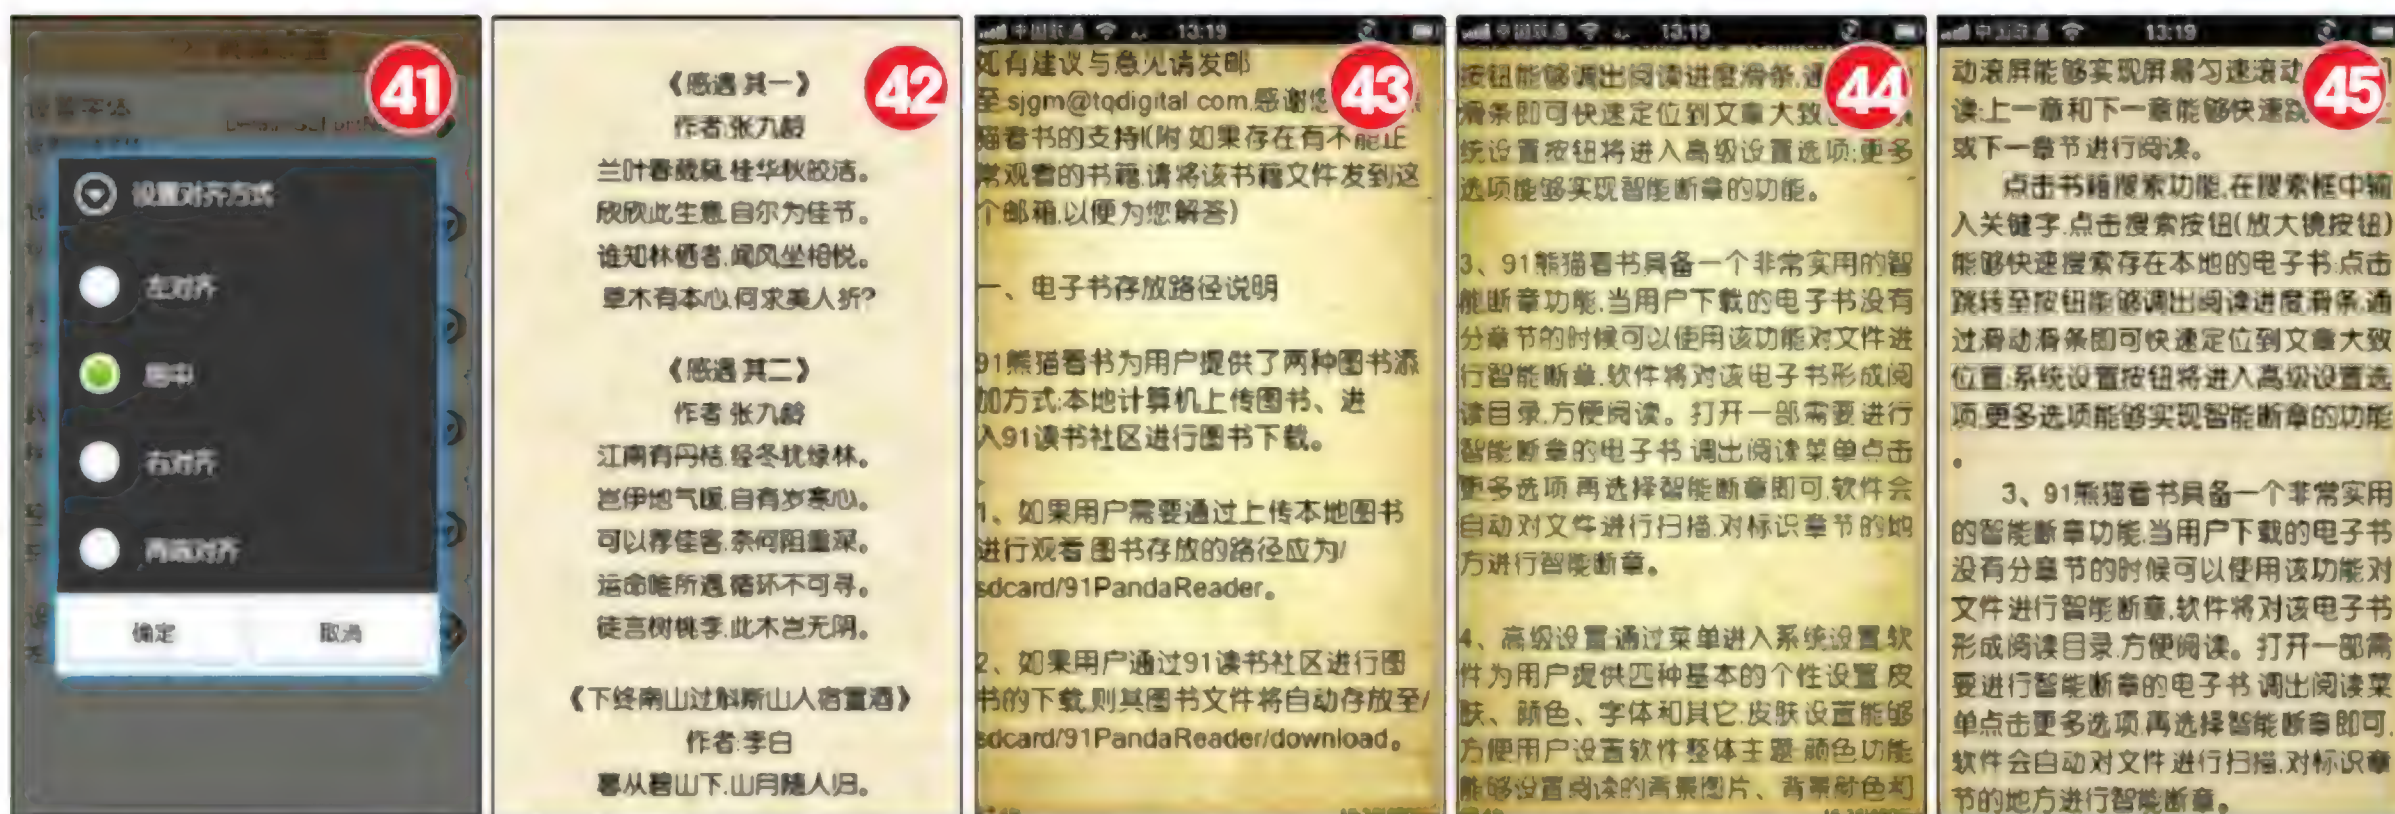 41
设置字体
设置对齐方式
左对齐
居中
右对齐
两端对齐
确定
取消
42
《感遇 其一》
作者:张九龄
兰叶春葳蕤,桂华秋皎洁。
欣欣此生意,自尔为佳节。
谁知林栖者,闻风坐相悦。
草木有本心,何求美人折?
《感遇 其二》
作者:张九龄
江南有丹桔,经冬犹绿林。
岂伊地气暖,自有岁寒心。
可以荐佳客,奈何阻重深。
运命唯所遇,循环不可寻。
徒言树桃李,此木岂无阴。
《下终南山过斛斯山人宿置酒》
作者:李白
暮从碧山下,山月随人归。
中国联通
13:19
43
如有建议与意见请发邮
至 sjgm@tqdigital.com,感谢您
猫看书的支持!(附:如果存在有不能正
常观看的书籍,请将该书籍文件发到这
个邮箱,以便为您解答)
一、电子书存放路径说明
91熊猫看书为用户提供了两种图书添
加方式:本地计算机上传图书、进
入91读书社区进行图书下载。
1、如果用户需要通过上传本地图书
进行观看,图书存放的路径应为/
sdcard/91PandaReader。
2、如果用户通过91读书社区进行图
书的下载,则其图书文件将自动存放至/
sdcard/91PandaReader/download。
中国联通
13:19
44
按钮能够调出阅读进度滑条,通
滑条即可快速定位到文章大致
统设置按钮将进入高级设置选项;更多
选项能够实现智能断章的功能。
3、91熊猫看书具备一个非常实用的智
能断章功能,当用户下载的电子书没有
分章节的时候可以使用该功能对文件进
行智能断章,软件将对该电子书形成阅
读目录,方便阅读。打开一部需要进行
智能断章的电子书,调出阅读菜单点击
更多选项,再选择智能断章即可,软件会
自动对文件进行扫描,对标识章节的地
方进行智能断章。
4、高级设置:通过菜单进入系统设置,软
件为用户提供四种基本的个性设置:皮
肤、颜色、字体和其它,皮肤设置能够
方便用户设置软件整体主题,颜色功能
能够设置阅读的背景图片、背景颜色和
中国联通
13:19
45
动滚屏能够实现屏幕匀速滚动
读;上一章和下一章能够快速跳
或下一章节进行阅读。
点击书籍搜索功能,在搜索框中输
入关键字,点击搜索按钮(放大镜按钮)
能够快速搜索存在本地的电子书;点击
跳转至按钮能够调出阅读进度滑条,通
过滑动滑条即可快速定位到文章大致
位置;系统设置按钮将进入高级设置选
项;更多选项能够实现智能断章的功能
。
3、91熊猫看书具备一个非常实用
的智能断章功能,当用户下载的电子书
没有分章节的时候可以使用该功能对
文件进行智能断章,软件将对该电子书
形成阅读目录,方便阅读。打开一部需
要进行智能断章的电子书,调出阅读菜
单点击更多选项,再选择智能断章即可,
软件会自动对文件进行扫描,对标识章
节的地方进行智能断章。